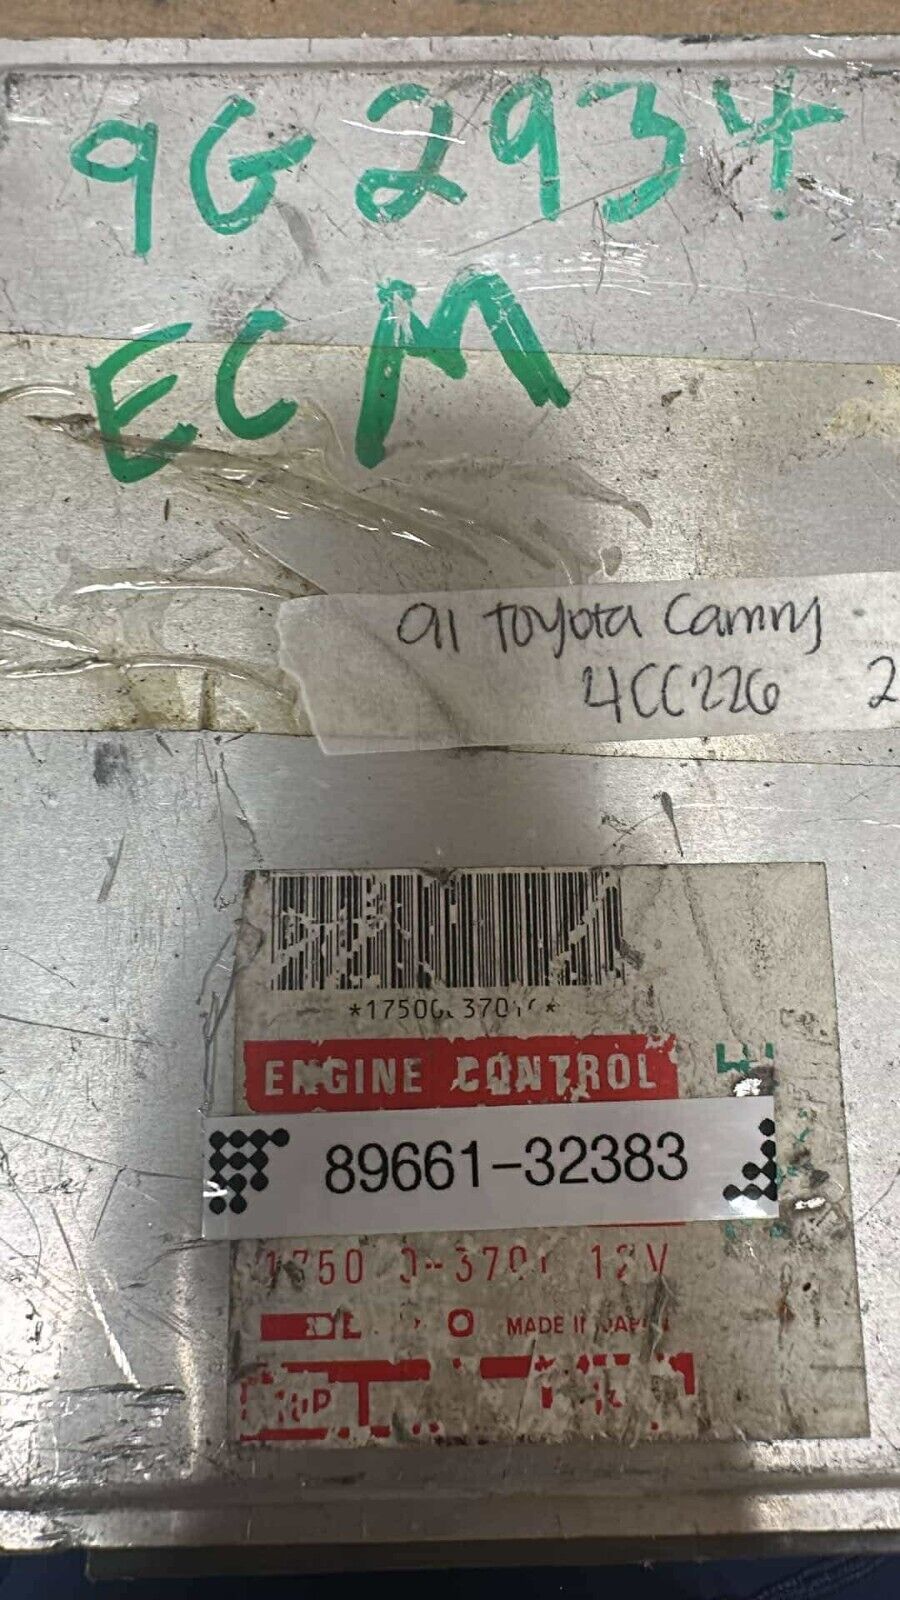 9G2934
ECM
91 Toyota Camry
4CC226 2
ENGINE CONTROL
89661-32383
12V
MADE IN JAPAN